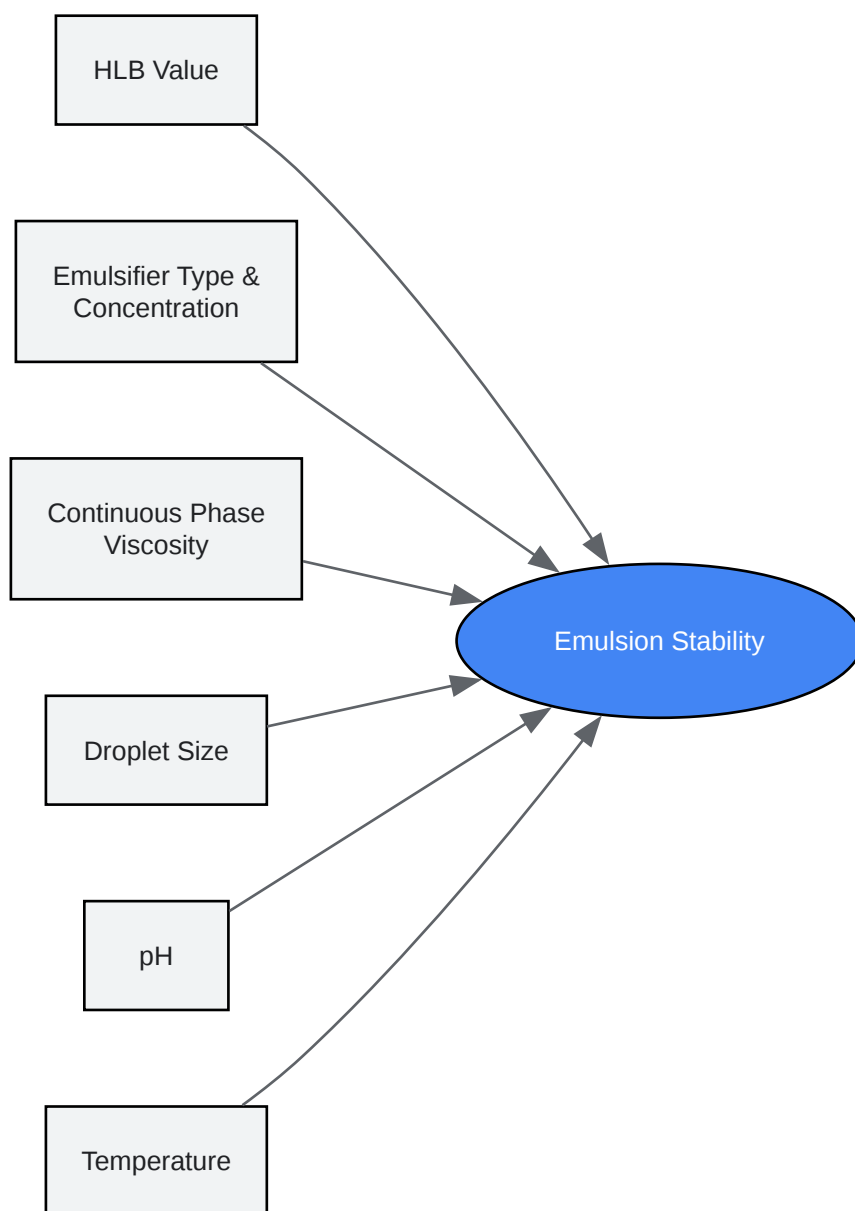 HLB Value
Emulsifier Type &
Concentration
Continuous Phase
Viscosity
Emulsion Stability
Droplet Size
pH
Temperature